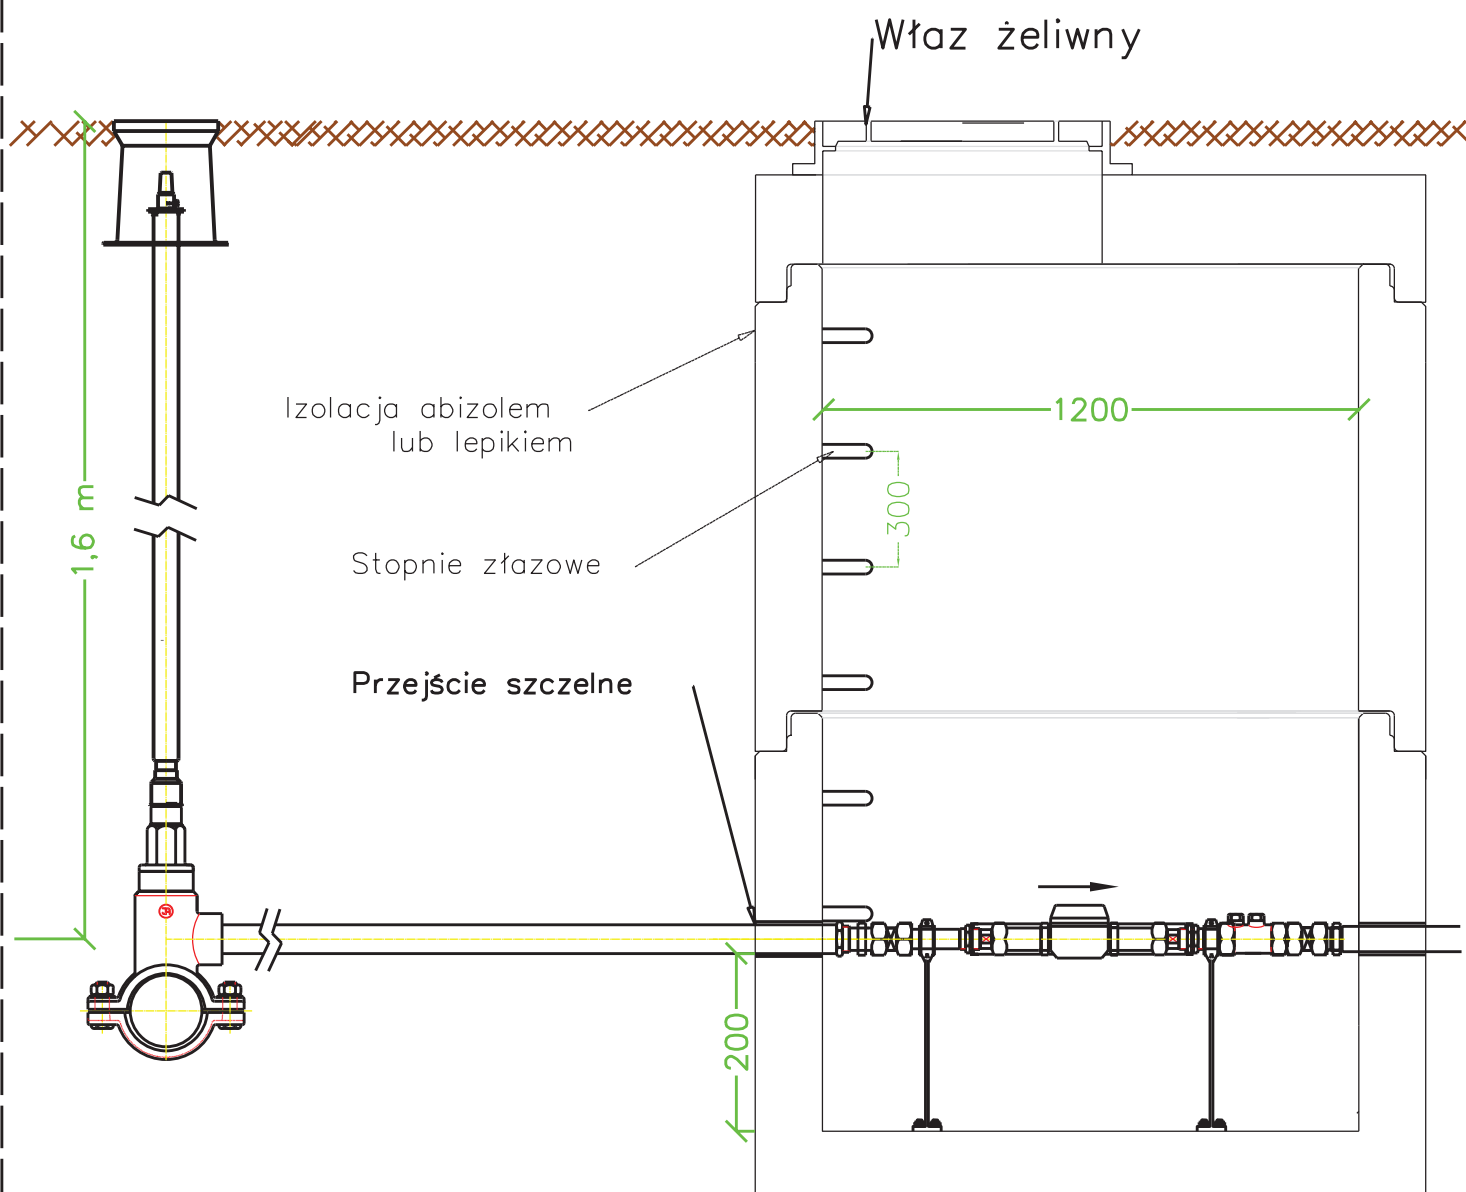 Właz żeliwny
Izolacja abizolem
lub lepikiem
1200
300
1,6 m
Stopnie złazowe
Przejście szczelne
200